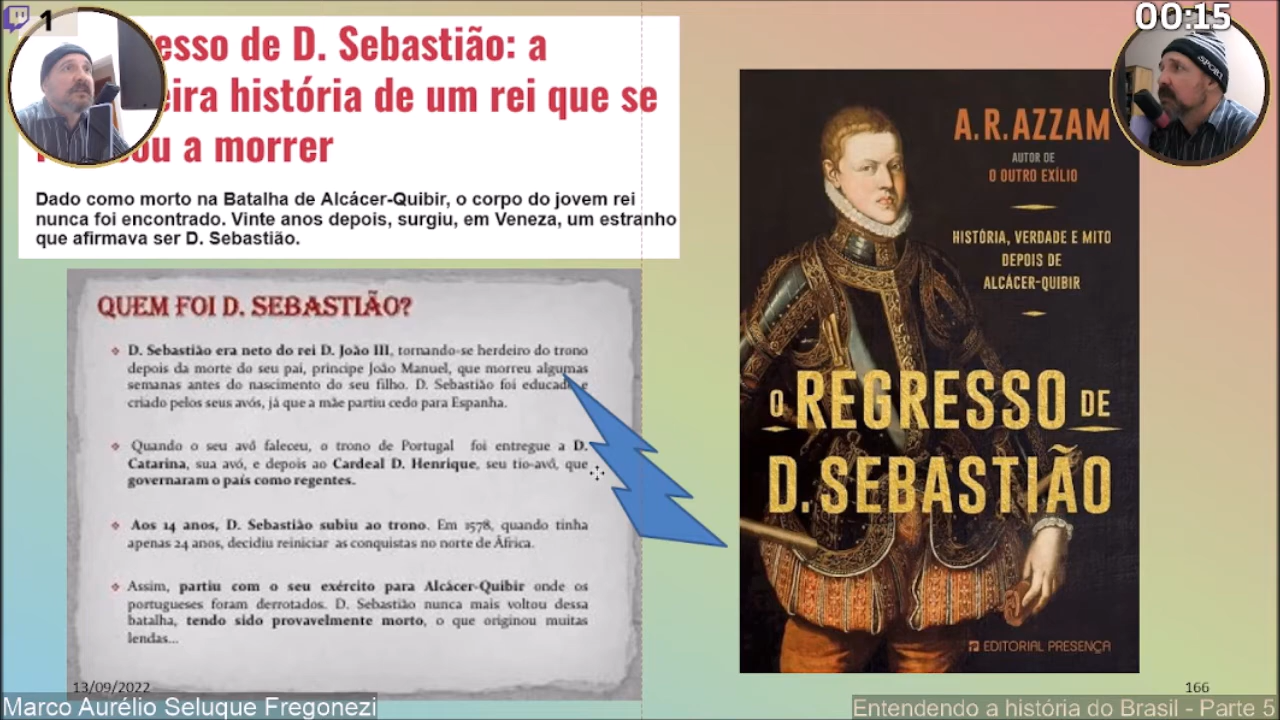 1
00:15
esso de D. Sebastião: a
eira história de um rei que se
ou a morrer
Dado como morto na Batalha de Alcácer-Quibir, o corpo do jovem rei
nunca foi encontrado. Vinte anos depois, surgiu, em Veneza, um estranho
que afirmava ser D. Sebastião.
QUEM FOI D. SEBASTIÃO?
D. Sebastião era neto do rei D. João III, tornando-se herdeiro do trono
depois da morte do seu pai, príncipe João Manuel, que morreu algumas
semanas antes do nascimento do seu filho. D. Sebastião foi educado e
criado pelos seus avós, já que a mãe partiu cedo para Espanha.
Quando o seu avô faleceu, o trono de Portugal foi entregue a D.
Catarina, sua avó, e depois ao Cardeal D. Henrique, seu tio-avô, que
governaram o país como regentes.
Aos 14 anos, D. Sebastião subiu ao trono. Em 1578, quando tinha
apenas 24 anos, decidiu reiniciar as conquistas no norte de África.
Assim, partiu com o seu exército para Alcácer-Quibir onde os
portugueses foram derrotados. D. Sebastião nunca mais voltou dessa
batalha, tendo sido provavelmente morto, o que originou muitas
lendas...
SPORT
A.R.AZZAM
AUTOR DE
O OUTRO EXÍLIO
HISTÓRIA, VERDADE E MITO
DEPOIS DE
ALCÁCER-QUIBIR
O REGRESSO DE
D. SEBASTIÃO
EDITORIAL PRESENÇA
13/09/2022
166
Marco Aurélio Seluque Fregonezi
Entendendo a história do Brasil - Parte 5